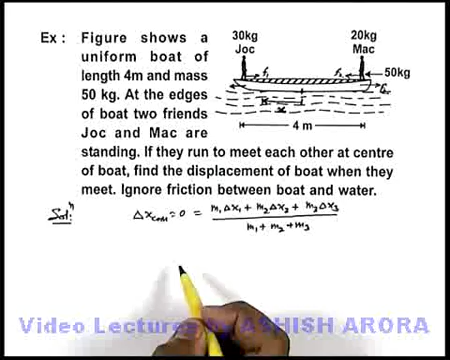 Ex : Figure shows a
uniform boat of
length 4m and mass
50 kg. At the edges
of boat two friends
Joc and Mac are
standing. If they run to meet each other at centre
of boat, find the displacement of boat when they
meet. Ignore friction between boat and water.
30kg
Joc
20kg
Mac
50kg
x
4 m
Solⁿ: Δx_com = 0 = (m₁Δx₁ + m₂Δx₂ + m₃Δx₃) / (m₁ + m₂ + m₃)
Video Lectures by ASHISH ARORA